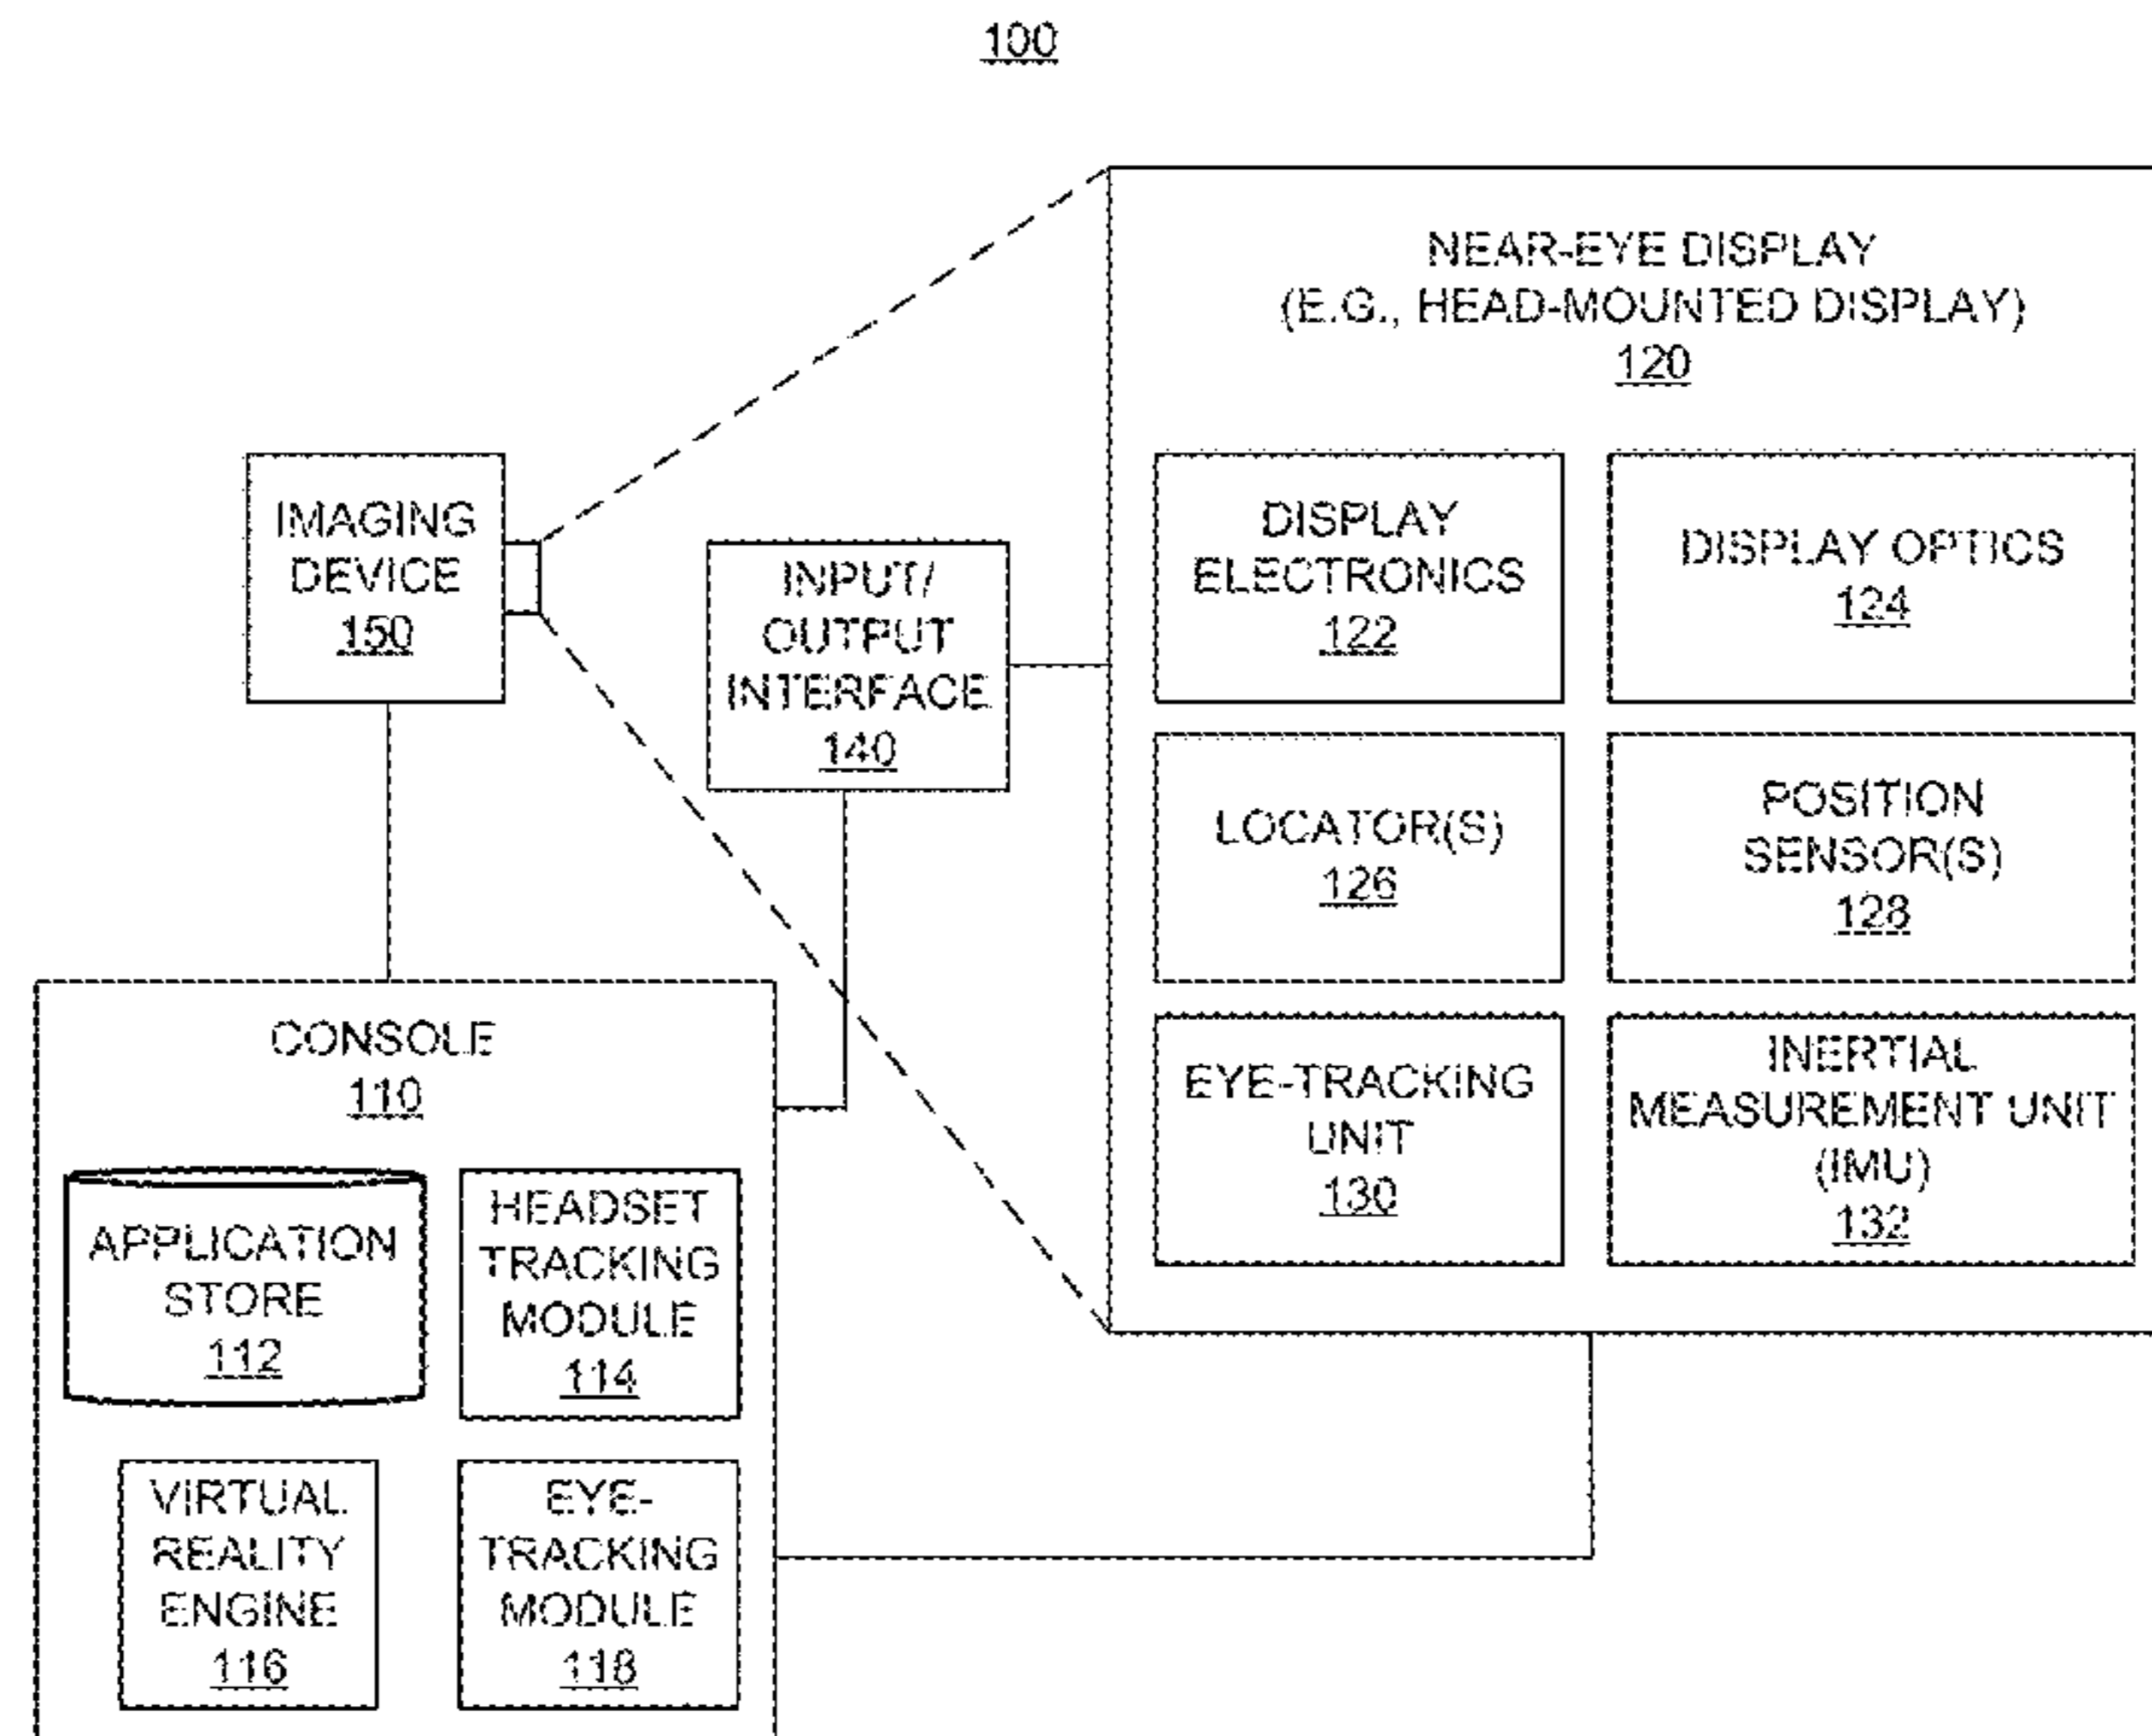 100
NEAR-EYE DISPLAY
(E.G., HEAD-MOUNTED DISPLAY)
120
IMAGING
DEVICE
150
INPUT/
OUTPUT
INTERFACE
140
DISPLAY
ELECTRONICS
122
DISPLAY OPTICS
124
LOCATOR(S)
126
POSITION
SENSOR(S)
128
EYE-TRACKING
UNIT
130
INERTIAL
MEASUREMENT UNIT
(IMU)
132
CONSOLE
110
APPLICATION
STORE
112
HEADSET
TRACKING
MODULE
114
VIRTUAL
REALITY
ENGINE
116
EYE-
TRACKING
MODULE
118